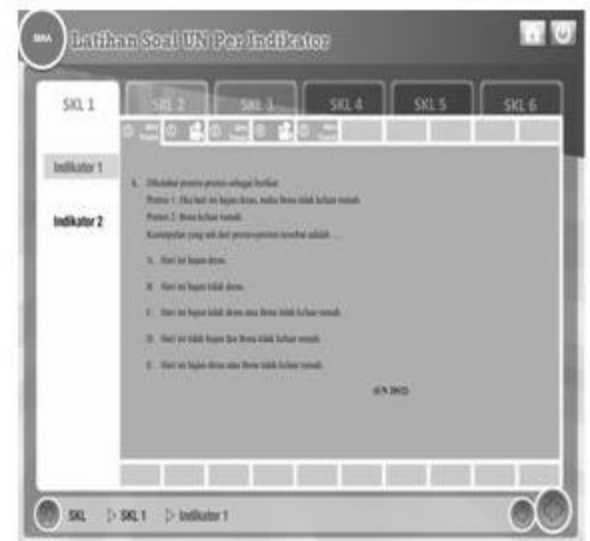 SMA
Latihan Soal UN Per Indikator
SKL 1
SKL 2
SKL 3
SKL 4
SKL 5
SKL 6
Indikator 1
Indikator 2
Diketahui premis-premis sebagai berikut
Premis 1: Jika hari ini hujan deras, maka Bona tidak keluar rumah.
Premis 2: Bona keluar rumah.
Kesimpulan yang sah dari premis-premis tersebut adalah ....
A. Hari ini hujan deras.
B. Hari ini hujan tidak deras.
C. Hari ini hujan tidak deras atau Bona tidak keluar rumah.
D. Hari ini tidak hujan dan Bona tidak keluar rumah.
E. Hari ini hujan deras atau Bona tidak keluar rumah.
(UN 2012)
SKL ▷ SKL 1 ▷ Indikator 1